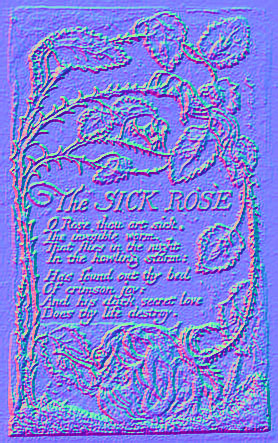 The SICK ROSE
O Rose thou art sick.
The invisible worm.
That flies in the night
In the howling storm:
Has found out thy bed
Of crimson joy:
And his dark secret love
Does thy life destroy.